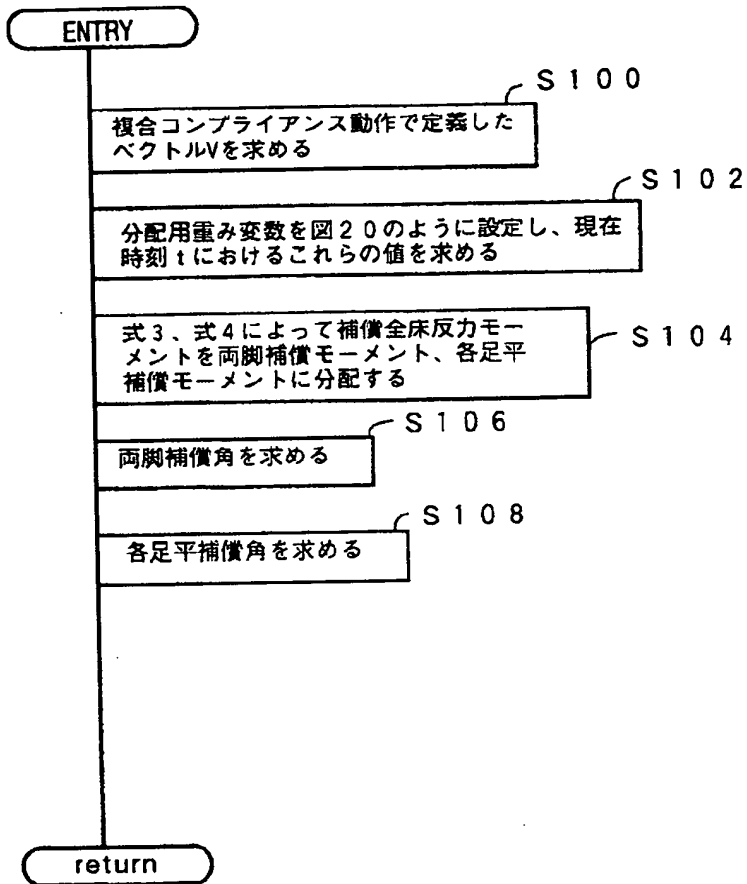 ENTRY
S100
複合コンプライアンス動作で定義した
ベクトルVを求める
S102
分配用重み変数を図20のように設定し、現在
時刻tにおけるこれらの値を求める
S104
式3、式4によって補償全床反力モー
メントを両脚補償モーメント、各足平
補償モーメントに分配する
S106
両脚補償角を求める
S108
各足平補償角を求める
return